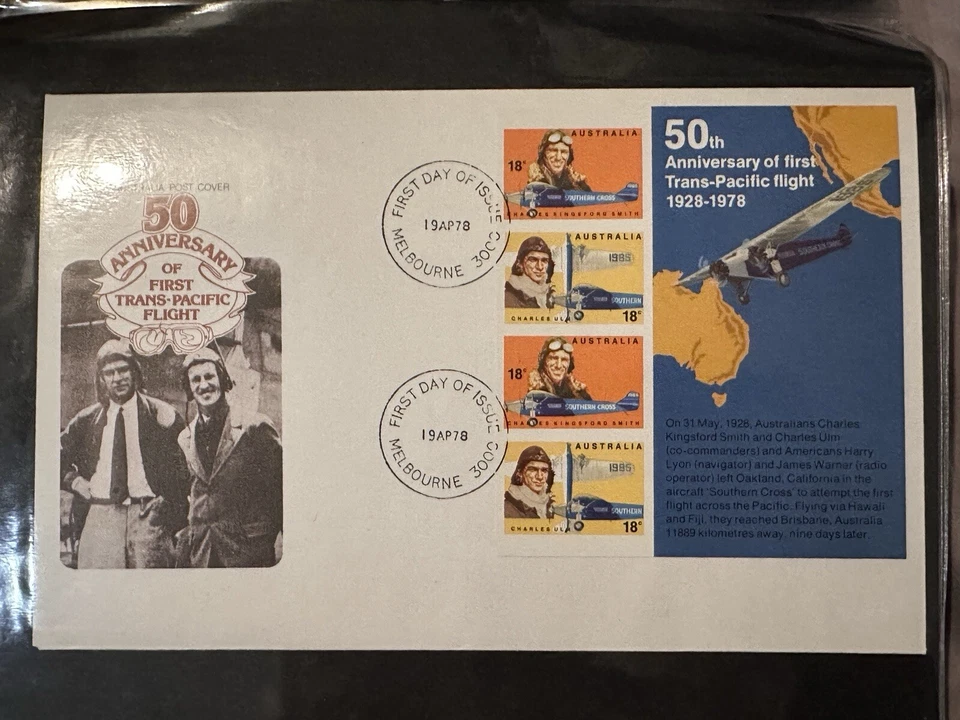 AUSTRALIA POST COVER
50
ANNIVERSARY
OF
FIRST
TRANS-PACIFIC
FLIGHT
FIRST DAY OF ISSUE
19AP78
MELBOURNE 3000
FIRST DAY OF ISSUE
19AP78
MELBOURNE 3000
AUSTRALIA
18c
SOUTHERN CROSS
CHARLES KINGSFORD SMITH
AUSTRALIA
1985
SOUTHERN
CHARLES ULM
18c
AUSTRALIA
18c
SOUTHERN CROSS
CHARLES KINGSFORD SMITH
AUSTRALIA
1985
SOUTHERN
CHARLES ULM
18c
50th
Anniversary of first
Trans-Pacific flight
1928-1978
SOUTHERN CROSS
On 31 May, 1928, Australians Charles
Kingsford Smith and Charles Ulm
(co-commanders) and Americans Harry
Lyon (navigator) and James Warner (radio
operator) left Oakland, California in the
aircraft 'Southern Cross' to attempt the first
flight across the Pacific. Flying via Hawaii
and Fiji, they reached Brisbane, Australia
11889 kilometres away, nine days later.